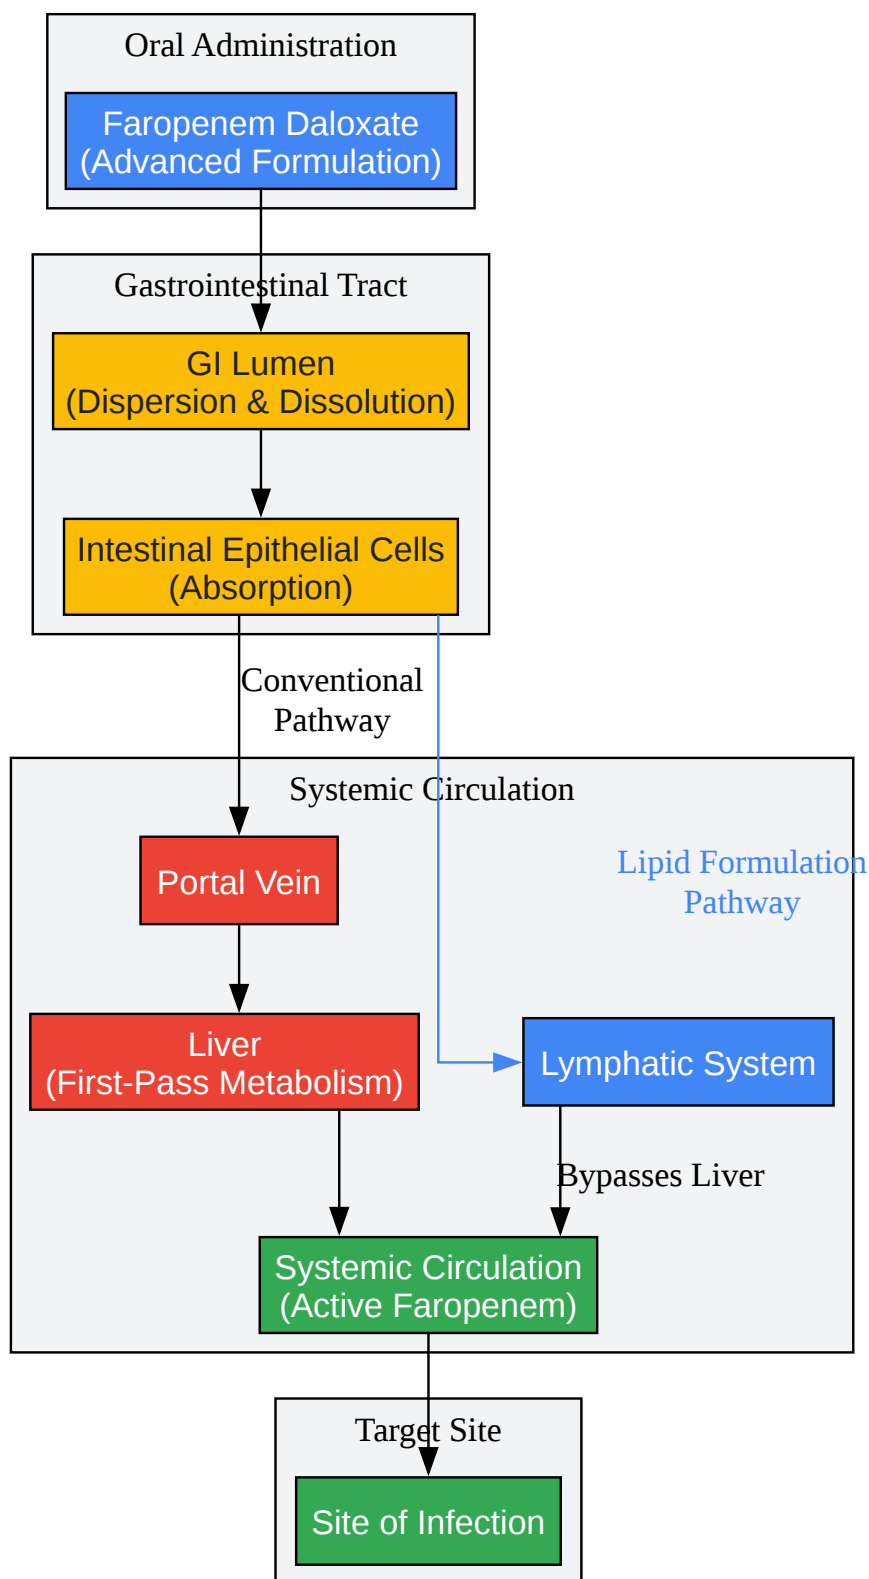 Oral Administration
Faropenem Daloxate
(Advanced Formulation)
Gastrointestinal Tract
GI Lumen
(Dispersion & Dissolution)
Intestinal Epithelial Cells
(Absorption)
Conventional
Pathway
Systemic Circulation
Lipid Formulation
Pathway
Portal Vein
Liver
(First-Pass Metabolism)
Lymphatic System
Bypasses Liver
Systemic Circulation
(Active Faropenem)
Target Site
Site of Infection